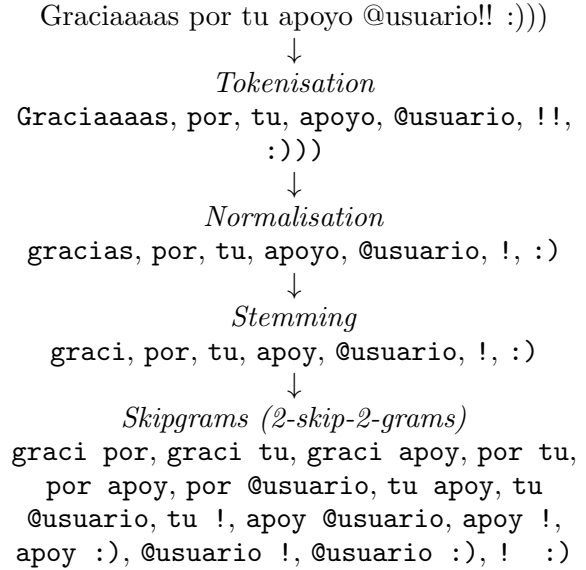 Graciaaaas por tu apoyo @usuario!! :)))
↓
Tokenisation
Graciaaaas, por, tu, apoyo, @usuario, !!,
:)))
↓
Normalisation
gracias, por, tu, apoyo, @usuario, !, :)
↓
Stemming
graci, por, tu, apoy, @usuario, !, :)
↓
Skipgrams (2-skip-2-grams)
graci por, graci tu, graci apoy, por tu,
por apoy, por @usuario, tu apoy, tu
@usuario, tu !, apoy @usuario, apoy !,
apoy :), @usuario !, @usuario :), ! :)